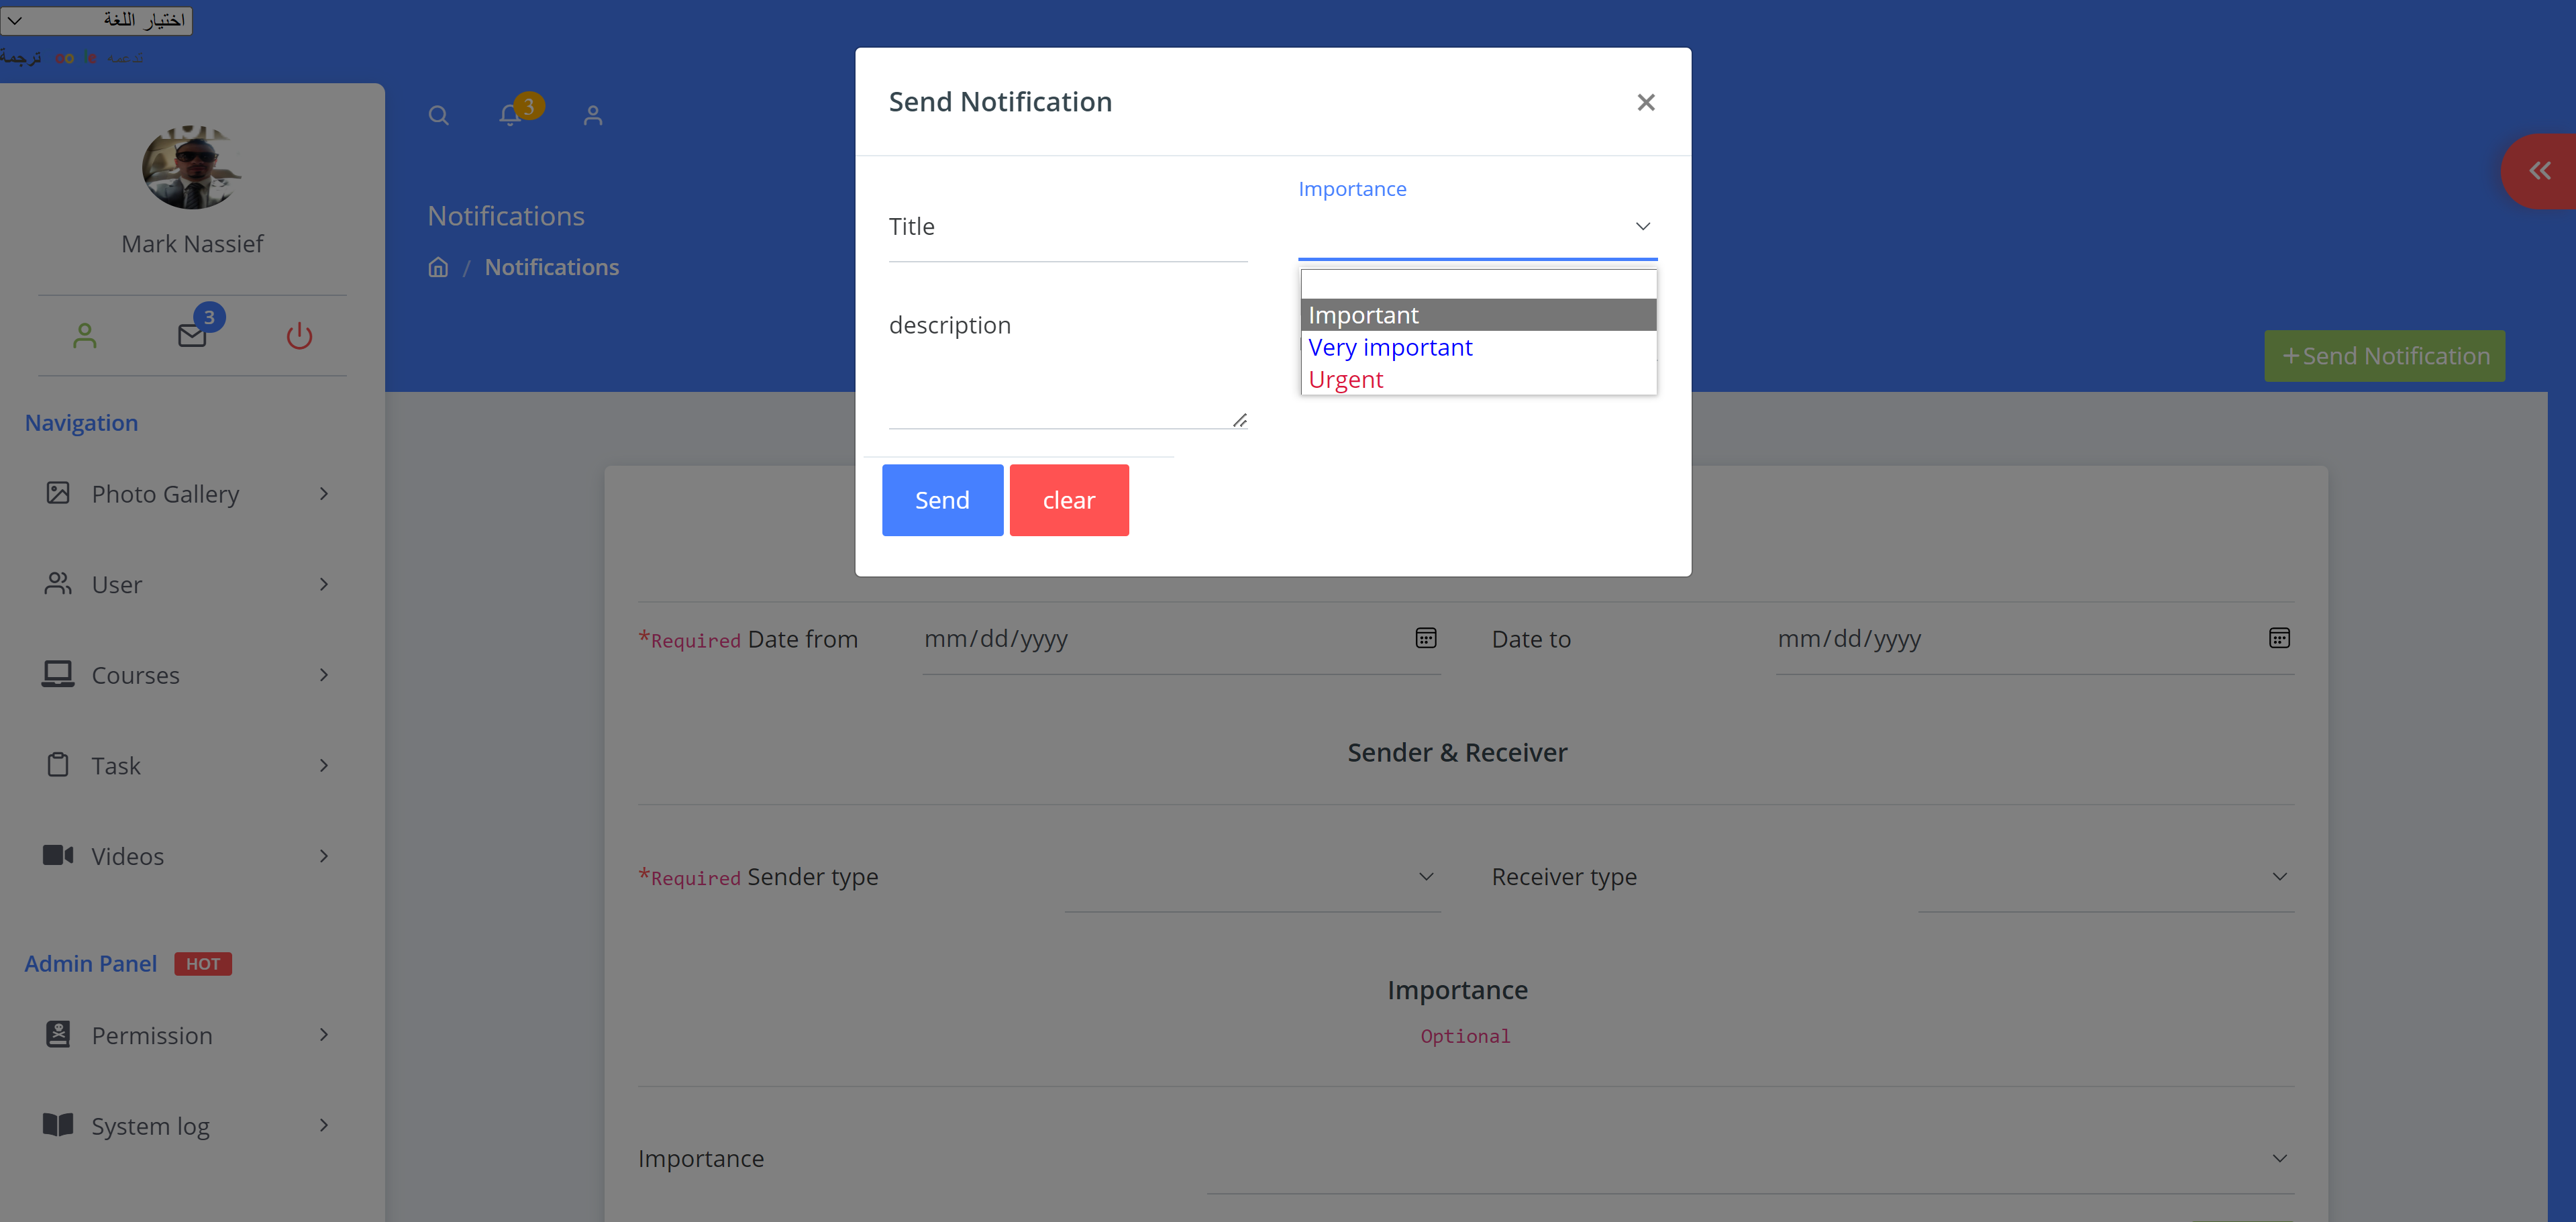 اختيار اللغة
تدعمه
ترجمة
3
Mark Nassief
3
Navigation
Photo Gallery
User
Courses
Task
Videos
Admin Panel HOT
Permission
System log
Notifications
/ Notifications
+Send Notification
Send Notification
Title
Importance
Important
Very important
Urgent
description
Send clear
*Required Date from mm/dd/yyyy Date to mm/dd/yyyy
Sender & Receiver
*Required Sender type Receiver type
Importance
Optional
Importance